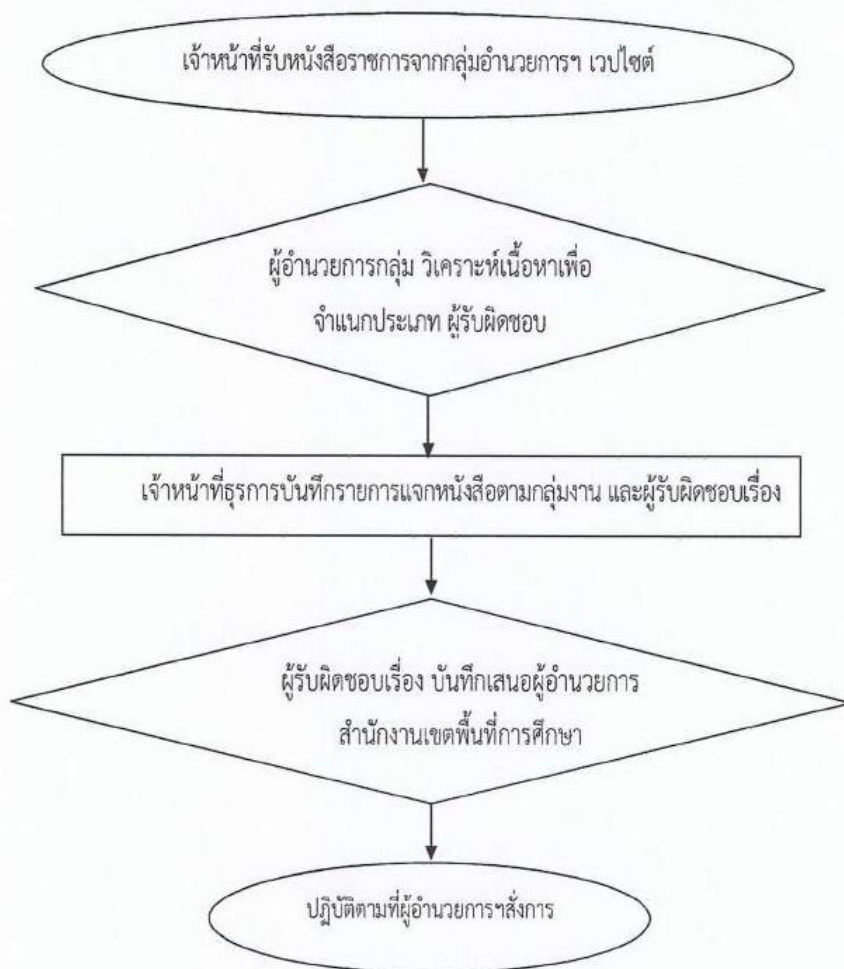 เจ้าหน้าที่รับหนังสือราชการจากกลุ่มอำนวยการฯ เวปไซต์
ผู้อำนวยการกลุ่ม วิเคราะห์เนื้อหาเพื่อ
จำแนกประเภท ผู้รับผิดชอบ
เจ้าหน้าที่ธุรการบันทึกรายการแจกหนังสือตามกลุ่มงาน และผู้รับผิดชอบเรื่อง
ผู้รับผิดชอบเรื่อง บันทึกเสนอผู้อำนวยการ
สำนักงานเขตพื้นที่การศึกษา
ปฏิบัติตามที่ผู้อำนวยการฯสั่งการ